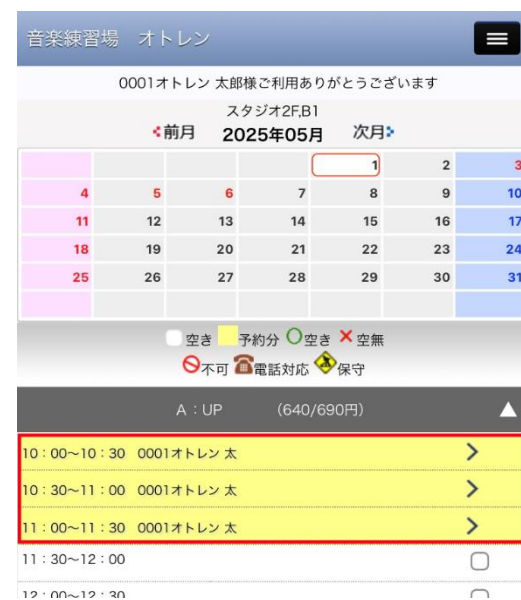 音楽練習場 オトレン
0001オトレン 太郎様ご利用ありがとうございます
スタジオ2F,B1
前月 2025年05月 次月
1 2 3
4 5 6 7 8 9 10
11 12 13 14 15 16 17
18 19 20 21 22 23 24
25 26 27 28 29 30 31
空き 予約分 空き 空無
不可 電話対応 保守
A:UP (640/690円)
10:00〜10:30 0001オトレン 太
10:30〜11:00 0001オトレン 太
11:00〜11:30 0001オトレン 太
11:30〜12:00
12:00〜12:30